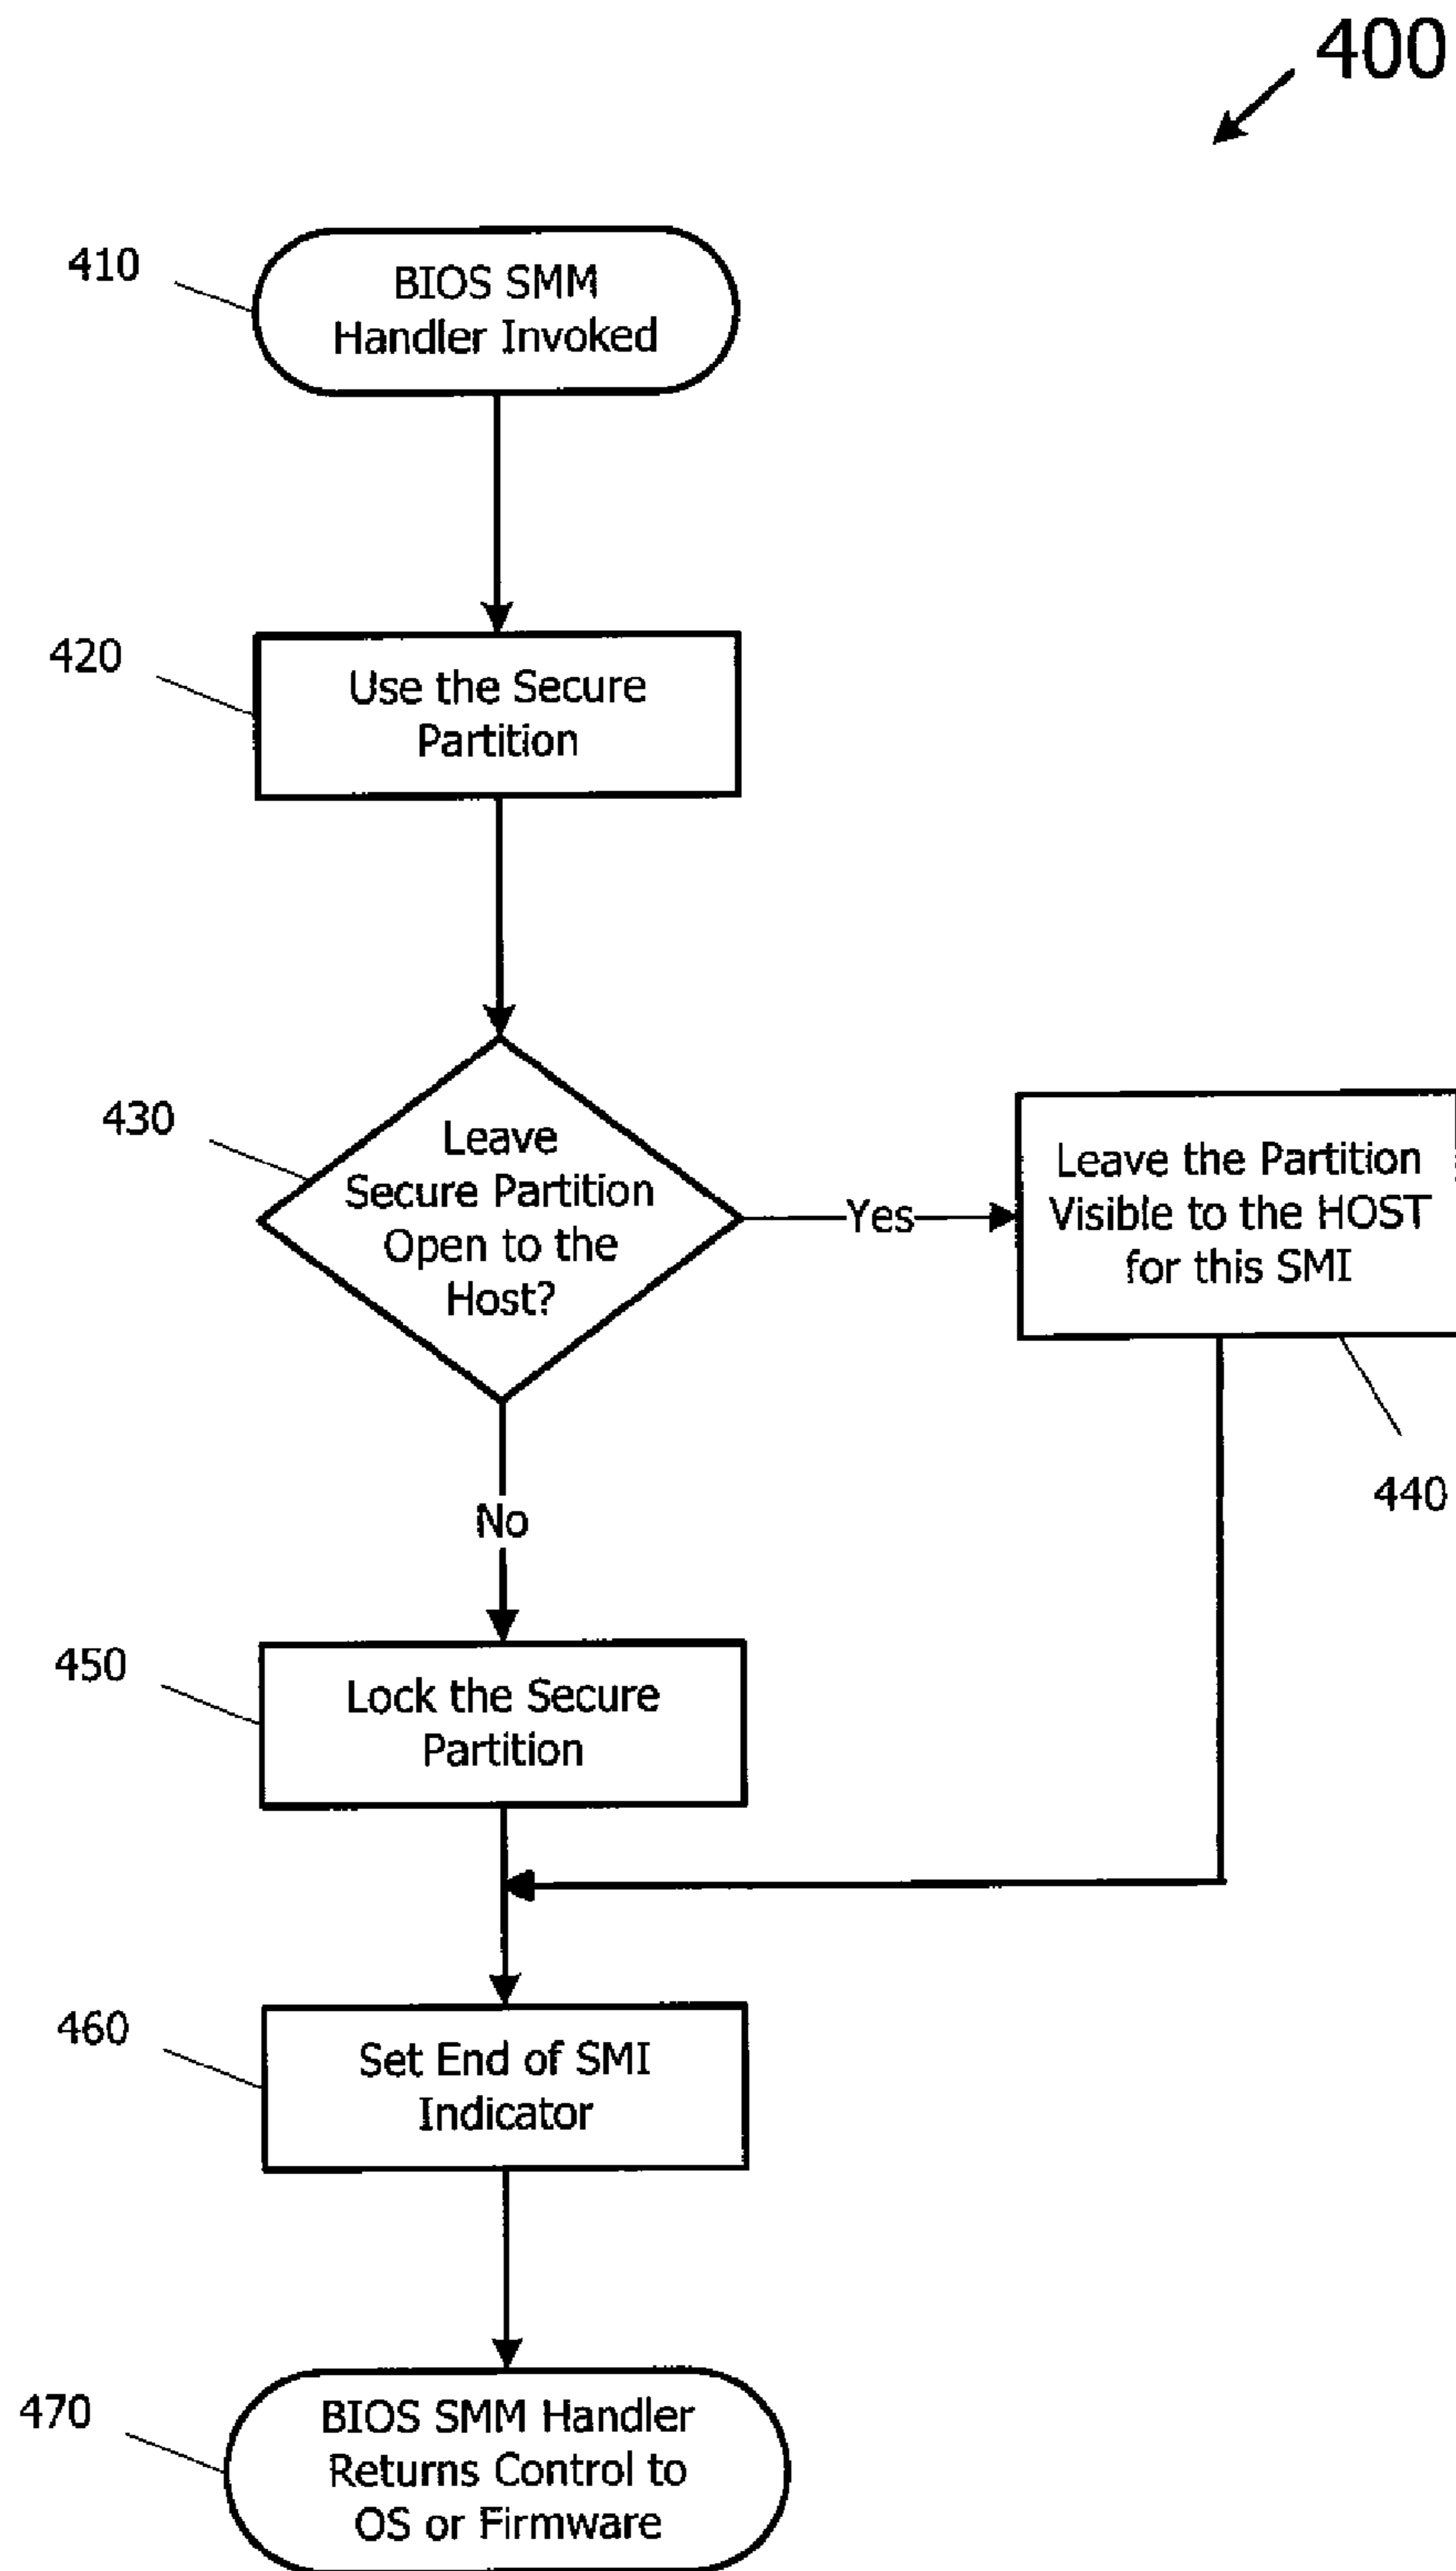 400
410
BIOS SMM
Handler Invoked
420
Use the Secure
Partition
430
Leave
Secure Partition
Open to the
Host?
Yes
Leave the Partition
Visible to the HOST
for this SMI
440
No
450
Lock the Secure
Partition
460
Set End of SMI
Indicator
470
BIOS SMM Handler
Returns Control to
OS or Firmware